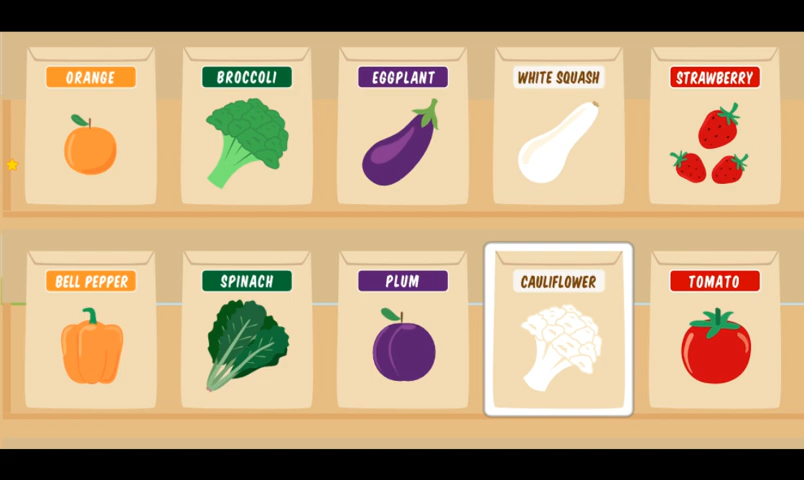 ORANGE
BROCCOLI
EGGPLANT
WHITE SQUASH
STRAWBERRY
BELL PEPPER
SPINACH
PLUM
CAULIFLOWER
TOMATO